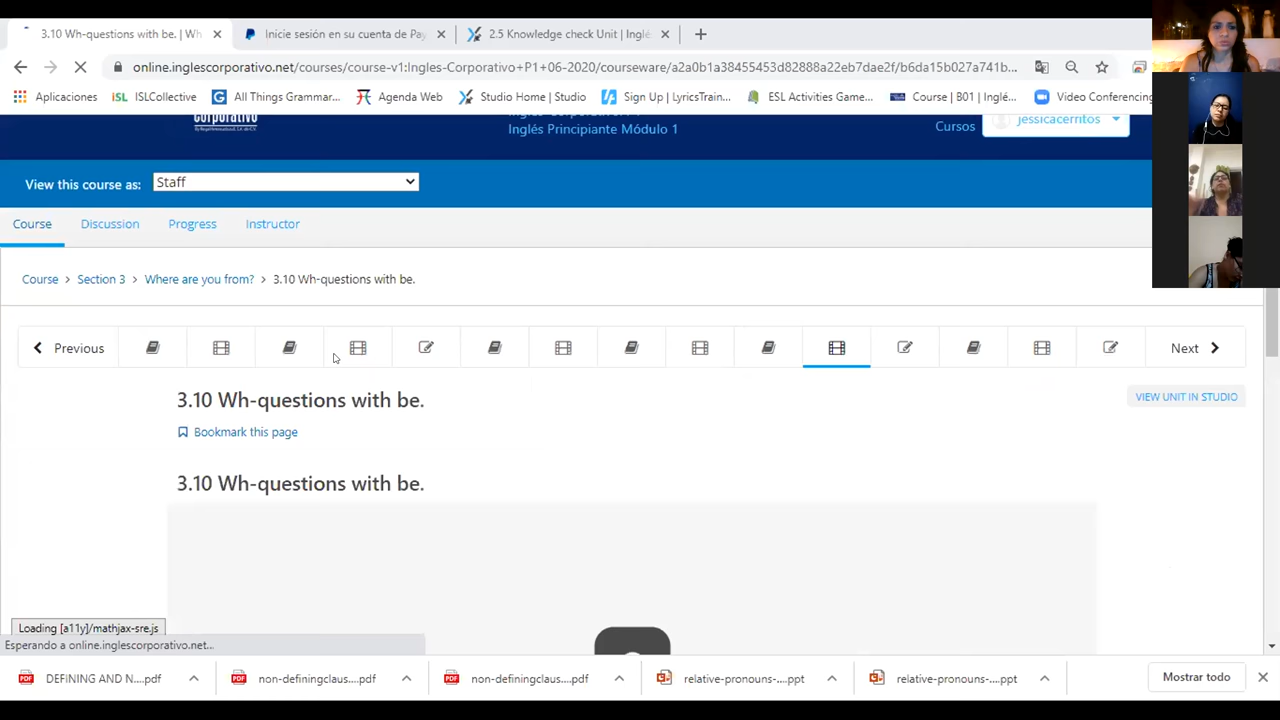 3.10 Wh-questions with be. | Wh
Inicie sesión en su cuenta de Pay
2.5 Knowledge check Unit | Inglé
online.inglescorporativo.net/courses/course-v1:Ingles-Corporativo+P1+06-2020/courseware/a2a0b1a38455453d82888a22eb7dae2f/b6da15b027a741b...
Aplicaciones
iSL ISLCollective
All Things Grammar...
Agenda Web
Studio Home | Studio
Sign Up | LyricsTrain...
ESL Activities Game...
Course | B01 | Inglé...
Video Conferencing
corporativo
Inglés Principiante Módulo 1
Cursos
jessicacerritos
View this course as:
Staff
Course
Discussion
Progress
Instructor
Course > Section 3 > Where are you from? > 3.10 Wh-questions with be.
Previous
Next
3.10 Wh-questions with be.
VIEW UNIT IN STUDIO
Bookmark this page
3.10 Wh-questions with be.
Loading [a11y]/mathjax-sre.js
Esperando a online.inglescorporativo.net...
DEFINING AND N....pdf
non-definingclaus....pdf
non-definingclaus....pdf
relative-pronouns-....ppt
relative-pronouns-....ppt
Mostrar todo